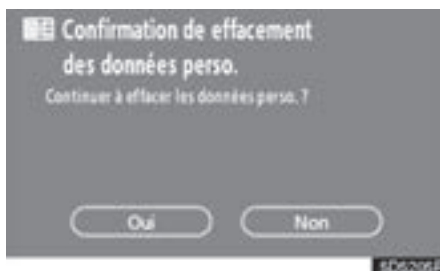 Confirmation de effacement
des données perso.
Continuer à effacer les données perso. ?
Oui
Non